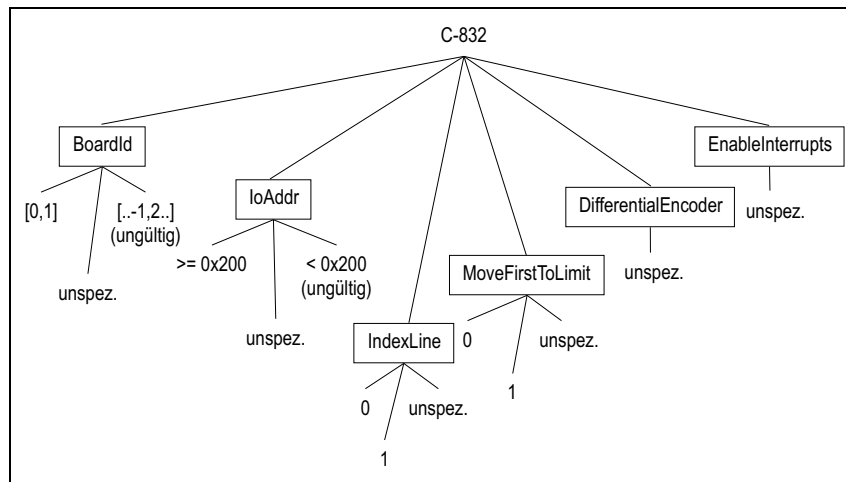 C-832
BoardId
EnableInterrupts
IoAddr
DifferentialEncoder
[0,1]
[..-1,2..]
(ungültig)
unspez.
unspez.
>= 0x200
< 0x200
(ungültig)
MoveFirstToLimit
unspez.
unspez.
IndexLine
0
unspez.
1
0
unspez.
1